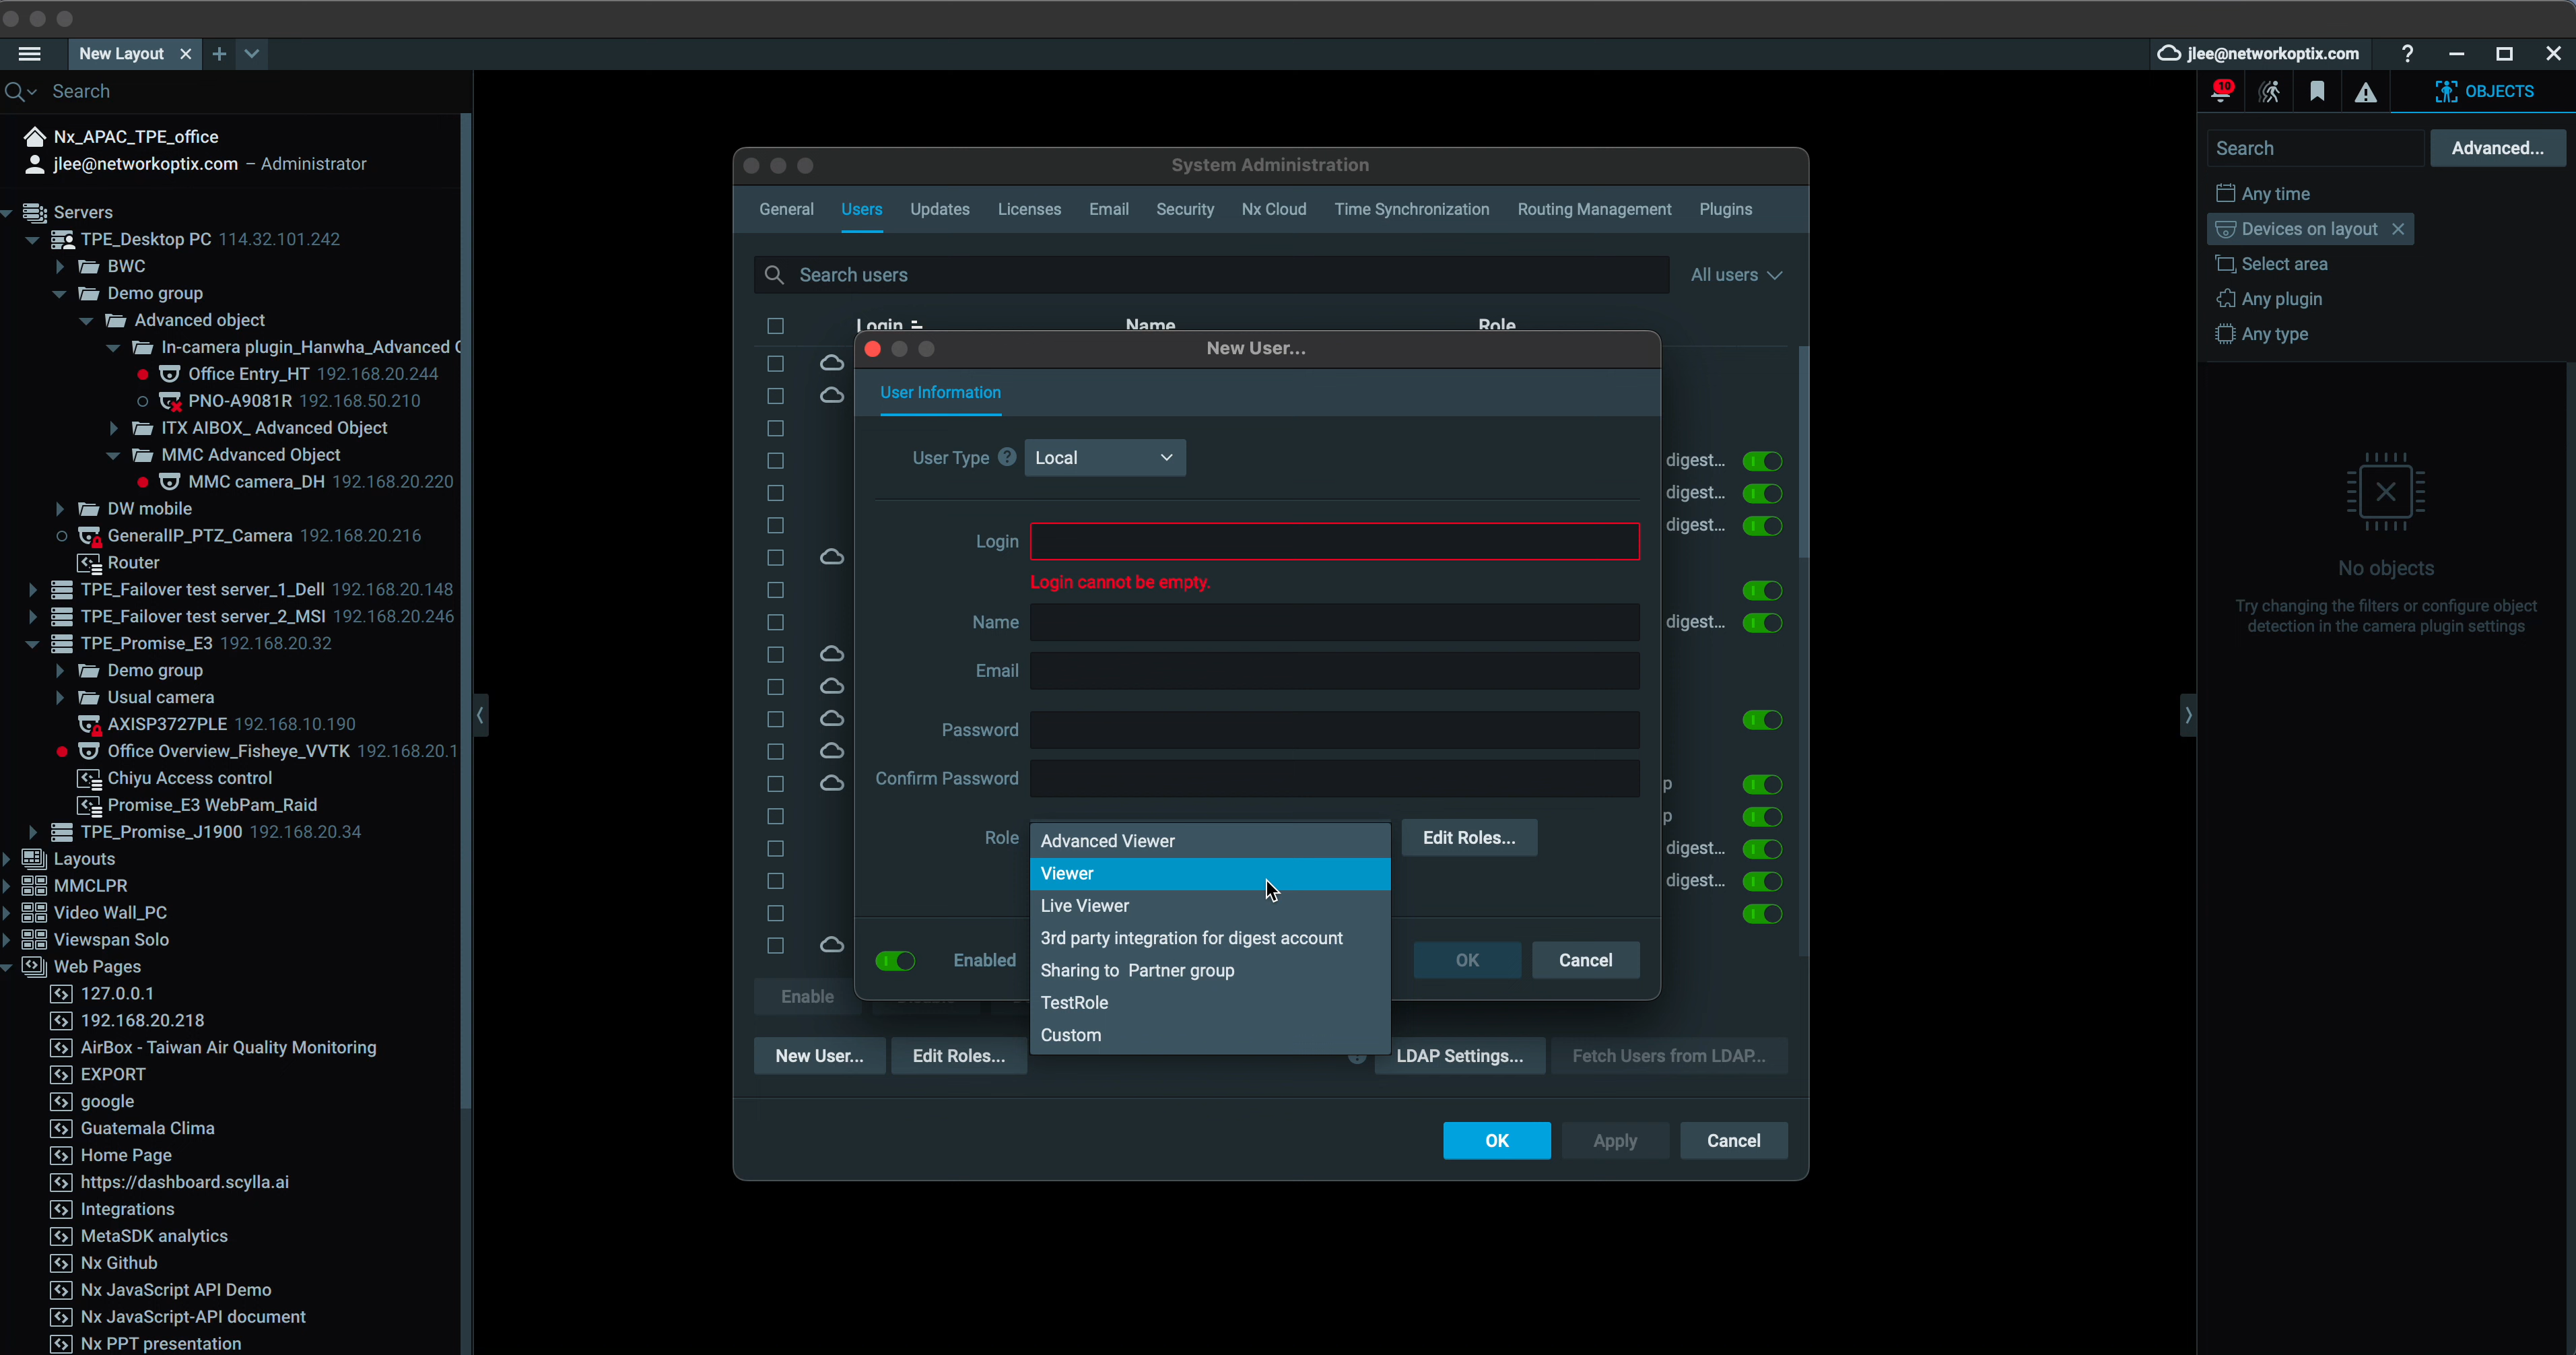 New Layout
jlee@networkoptix.com
?
Search
Nx_APAC_TPE_office
jlee@networkoptix.com – Administrator
Servers
TPE_Desktop PC 114.32.101.242
BWC
Demo group
Advanced object
In-camera plugin_Hanwha_Advanced
Office Entry_HT 192.168.20.244
PNO-A9081R 192.168.50.210
ITX AIBOX_ Advanced Object
MMC Advanced Object
MMC camera_DH 192.168.20.220
DW mobile
GeneralIP_PTZ_Camera 192.168.20.216
Router
TPE_Failover test server_1_Dell 192.168.20.148
TPE_Failover test server_2_MSI 192.168.20.246
TPE_Promise_E3 192.168.20.32
Demo group
Usual camera
AXISP3727PLE 192.168.10.190
Office Overview_Fisheye_VVTK 192.168.20.1
Chiyu Access control
Promise_E3 WebPam_Raid
TPE_Promise_J1900 192.168.20.34
Layouts
MMCLPR
Video Wall_PC
Viewspan Solo
Web Pages
127.0.0.1
192.168.20.218
AirBox - Taiwan Air Quality Monitoring
EXPORT
google
Guatemala Clima
Home Page
https://dashboard.scylla.ai
Integrations
MetaSDK analytics
Nx Github
Nx JavaScript API Demo
Nx JavaScript-API document
Nx PPT presentation
System Administration
General Users Updates Licenses Email Security Nx Cloud Time Synchronization Routing Management Plugins
Search users
All users
Login Name Role
digest...
digest...
digest...
digest...
p
p
digest...
digest...
New User...
User Information
User Type ? Local
Login
Login cannot be empty.
Name
Email
Password
Confirm Password
Role
Advanced Viewer
Viewer
Live Viewer
3rd party integration for digest account
Sharing to Partner group
TestRole
Custom
Edit Roles...
Enabled
OK Cancel
Enable
New User... Edit Roles... LDAP Settings... Fetch Users from LDAP...
OK Apply Cancel
10
OBJECTS
Search
Advanced...
Any time
Devices on layout
Select area
Any plugin
Any type
No objects
Try changing the filters or configure object
detection in the camera plugin settings